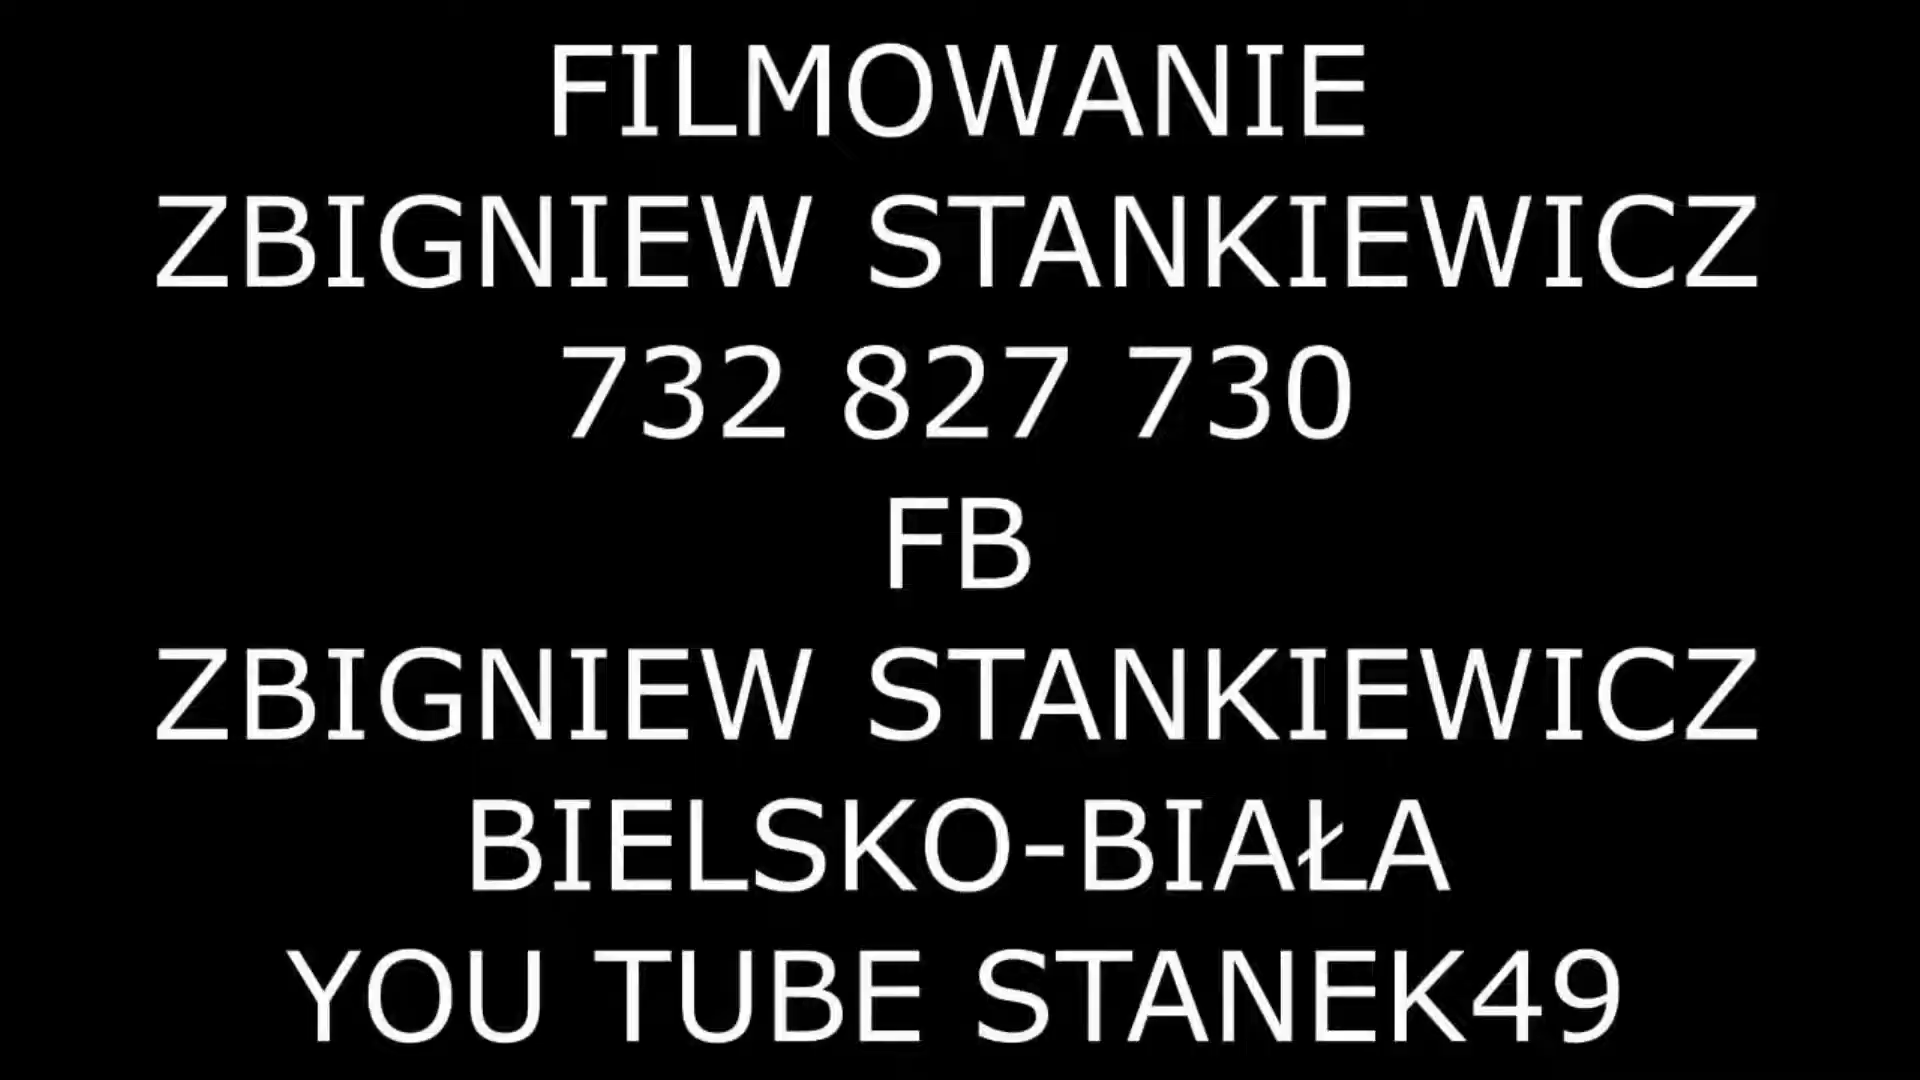 FILMOWANIE
ZBIGNIEW STANKIEWICZ
732 827 730
FB
ZBIGNIEW STANKIEWICZ
BIELSKO-BIAŁA
YOU TUBE STANEK49